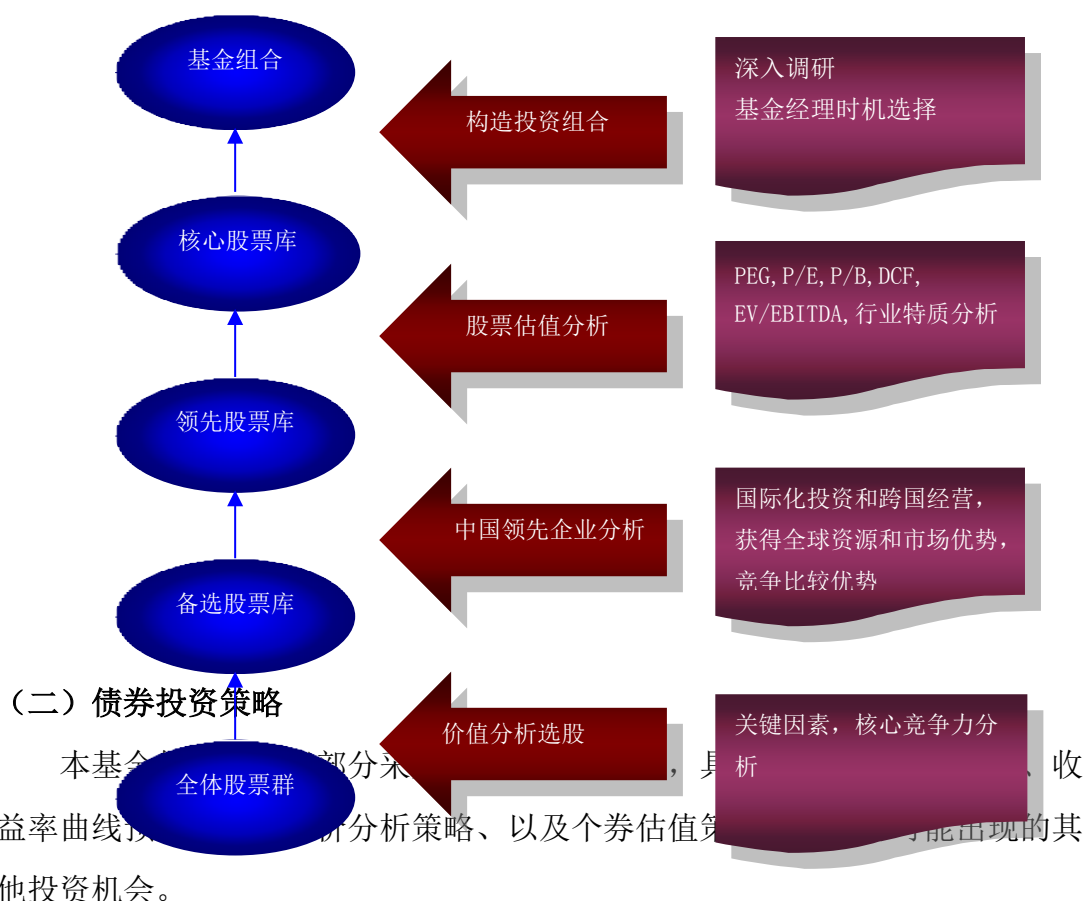 基金组合
构造投资组合
深入调研
基金经理时机选择
核心股票库
股票估值分析
PEG,P/E,P/B,DCF,
EV/EBITDA,行业特质分析
领先股票库
中国领先企业分析
国际化投资和跨国经营，
获得全球资源和市场优势，
竞争比较优势
备选股票库
价值分析选股
关键因素，核心竞争力分
析
全体股票群
（二）债券投资策略
本基金 部分采 ，具 、收
益率曲线预 析分析策略、以及个券估值策 可能出现的其
他投资机会。